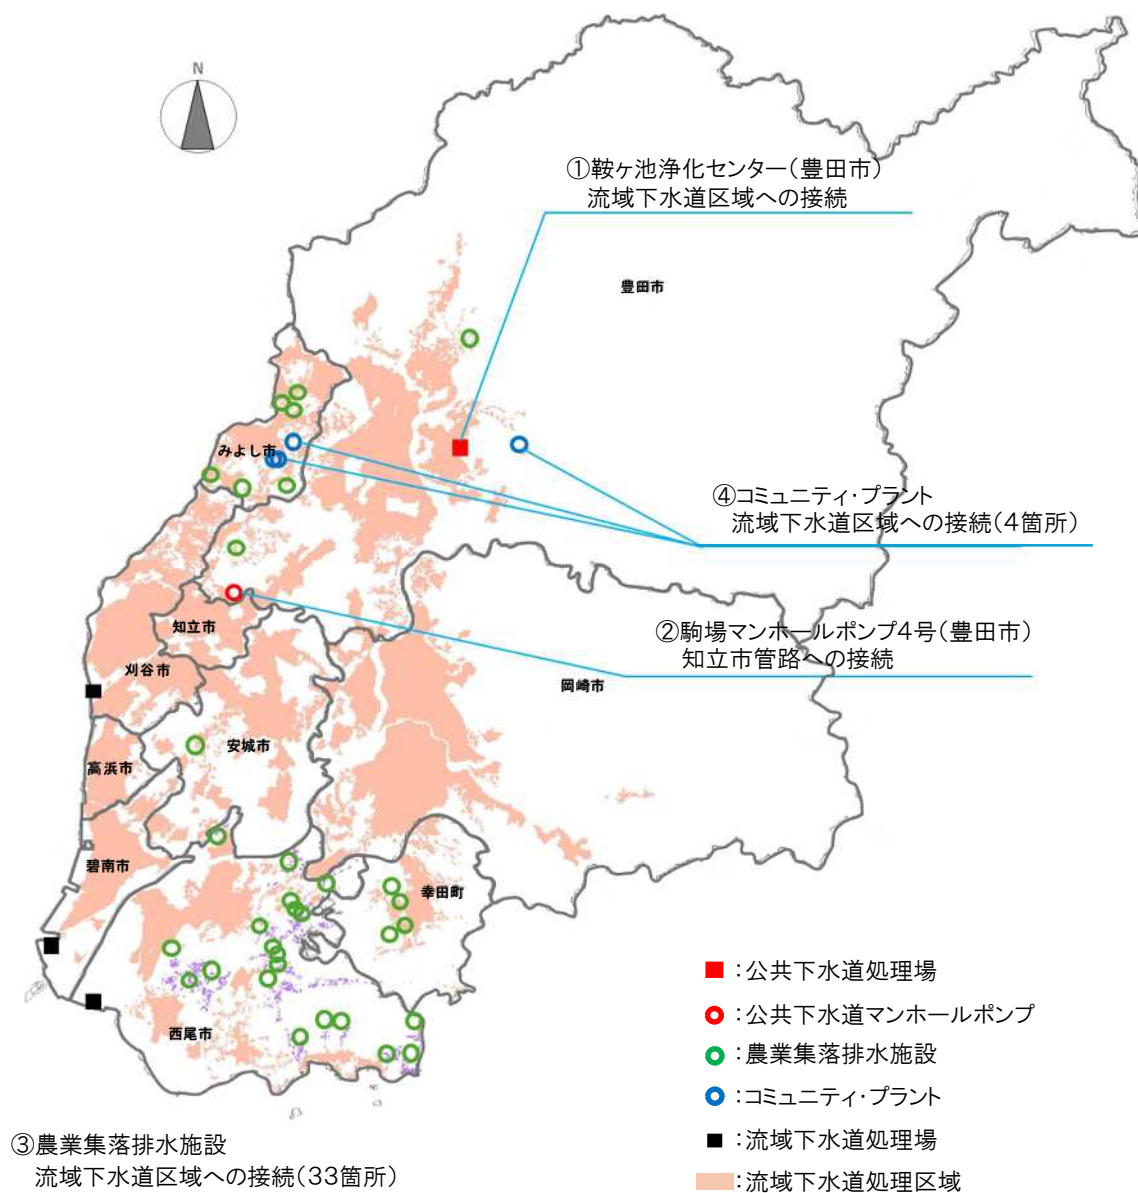 N
①鞍ヶ池浄化センター(豊田市)
流域下水道区域への接続
豊田市
みよし市
④コミュニティ・プラント
流域下水道区域への接続(4箇所)
知立市
②駒場マンホールポンプ4号(豊田市)
知立市管路への接続
刈谷市
岡崎市
安城市
高浜市
碧南市
幸田町
西尾市
:公共下水道処理場
:公共下水道マンホールポンプ
:農業集落排水施設
:コミュニティ・プラント
:流域下水道処理場
:流域下水道処理区域
③農業集落排水施設
流域下水道区域への接続(33箇所)